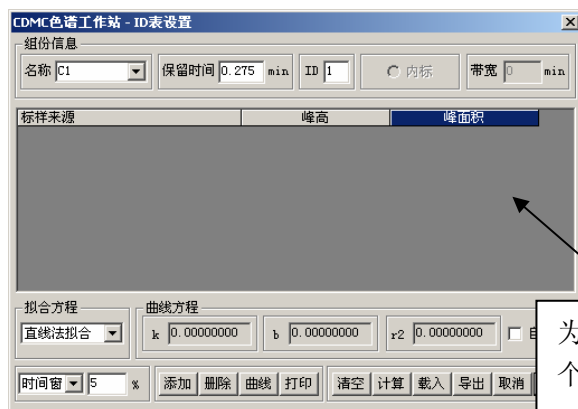 CDMC色谱工作站 - ID表设置
组份信息
名称 C1 保留时间 0.275 min ID 1 内标 带宽 0 min
标样来源 峰高 峰面积
拟合方程 曲线方程
直线法拟合 k 0.00000000 b 0.00000000 r2 0.00000000
为
个
时间窗 5 % 添加 删除 曲线 打印 清空 计算 载入 导出 取消